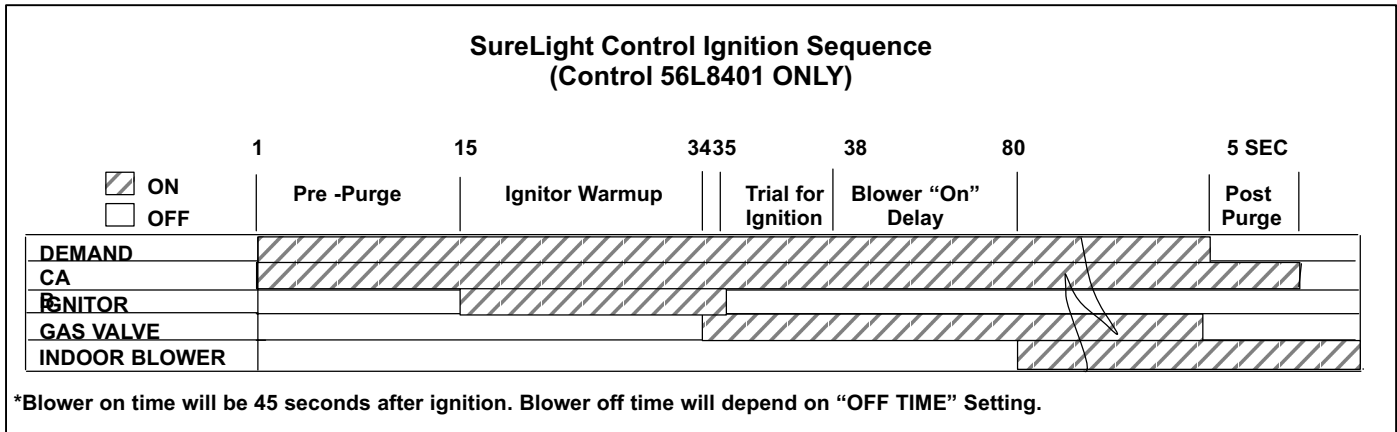 SureLight Control Ignition Sequence
(Control 56L8401 ONLY)
1 15 3435 38 80 5 SEC
ON
OFF
Pre -Purge
Ignitor Warmup
Trial for
Ignition
Blower “On”
Delay
Post
Purge
DEMAND
CA
B
IGNITOR
GAS VALVE
INDOOR BLOWER
*Blower on time will be 45 seconds after ignition. Blower off time will depend on “OFF TIME” Setting.